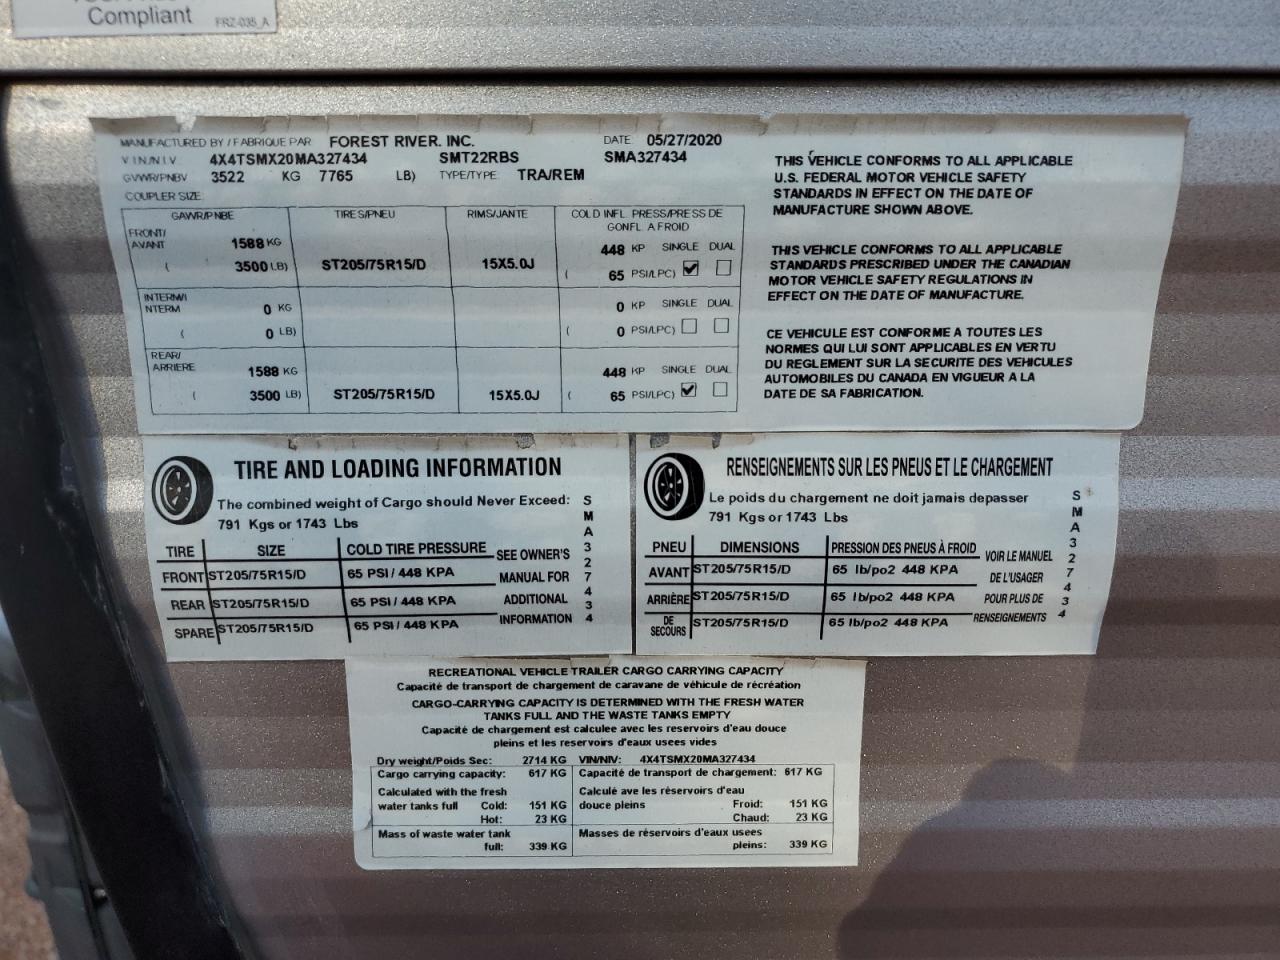 Compliant
FRZ-035_A
MANUFACTURED BY / FABRIQUE PAR FOREST RIVER. INC. DATE 05/27/2020
V I N/N I V 4X4TSMX20MA327434 SMT22RBS SMA327434
GVWR/PNBV 3522 KG 7765 LB) TYPE/TYPE: TRA/REM
COUPLER SIZE:
GAWR/PNBE TIRES/PNEU RIMS/JANTE COLD INFL. PRESS/PRESS DE
GONFL. A FROID
FRONT/
AVANT 1588 KG 448 KP SINGLE DUAL
( 3500 LB) ST205/75R15/D 15X5.0J ( 65 PSI/LPC)
INTERM/I
NTERM 0 KG 0 KP SINGLE DUAL
( 0 LB) ( 0 PSI/LPC)
REAR/
ARRIERE 1588 KG 448 KP SINGLE DUAL
( 3500 LB) ST205/75R15/D 15X5.0J ( 65 PSI/LPC)
THIS VEHICLE CONFORMS TO ALL APPLICABLE
U.S. FEDERAL MOTOR VEHICLE SAFETY
STANDARDS IN EFFECT ON THE DATE OF
MANUFACTURE SHOWN ABOVE.
THIS VEHICLE CONFORMS TO ALL APPLICABLE
STANDARDS PRESCRIBED UNDER THE CANADIAN
MOTOR VEHICLE SAFETY REGULATIONS IN
EFFECT ON THE DATE OF MANUFACTURE.
CE VEHICULE EST CONFORME A TOUTES LES
NORMES QUI LUI SONT APPLICABLES EN VERTU
DU REGLEMENT SUR LA SECURITE DES VEHICULES
AUTOMOBILES DU CANADA EN VIGUEUR A LA
DATE DE SA FABRICATION.
TIRE AND LOADING INFORMATION
The combined weight of Cargo should Never Exceed:
791 Kgs or 1743 Lbs
TIRE SIZE COLD TIRE PRESSURE SEE OWNER'S
FRONT ST205/75R15/D 65 PSI / 448 KPA MANUAL FOR
REAR ST205/75R15/D 65 PSI / 448 KPA ADDITIONAL
SPARE ST205/75R15/D 65 PSI / 448 KPA INFORMATION
SMA327434
RENSEIGNEMENTS SUR LES PNEUS ET LE CHARGEMENT
Le poids du chargement ne doit jamais depasser
791 Kgs or 1743 Lbs
PNEU DIMENSIONS PRESSION DES PNEUS À FROID VOIR LE MANUEL
AVANT ST205/75R15/D 65 lb/po2 448 KPA DE L'USAGER
ARRIÈRE ST205/75R15/D 65 lb/po2 448 KPA POUR PLUS DE
DE
SECOURS ST205/75R15/D 65 lb/po2 448 KPA RENSEIGNEMENTS
SMA327434
RECREATIONAL VEHICLE TRAILER CARGO CARRYING CAPACITY
Capacité de transport de chargement de caravane de véhicule de récréation
CARGO-CARRYING CAPACITY IS DETERMINED WITH THE FRESH WATER
TANKS FULL AND THE WASTE TANKS EMPTY
Capacité de chargement est calculee avec les reservoirs d'eau douce
pleins et les reservoirs d'eaux usees vides
Dry weight/Poids Sec: 2714 KG VIN/NIV: 4X4TSMX20MA327434
Cargo carrying capacity: 617 KG Capacité de transport de chargement: 617 KG
Calculated with the fresh Calculé ave les réservoirs d'eau
water tanks full Cold: 151 KG douce pleins Froid: 151 KG
Hot: 23 KG Chaud: 23 KG
Mass of waste water tank Masses de réservoirs d'eaux usees
full: 339 KG pleins: 339 KG